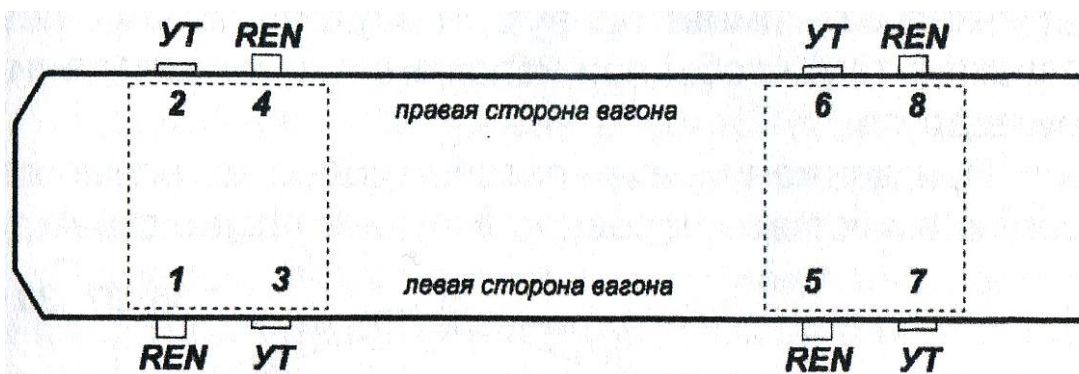 УТ REN УТ REN
2 4 правая сторона вагона 6 8
1 3 левая сторона вагона 5 7
REN УТ REN УТ